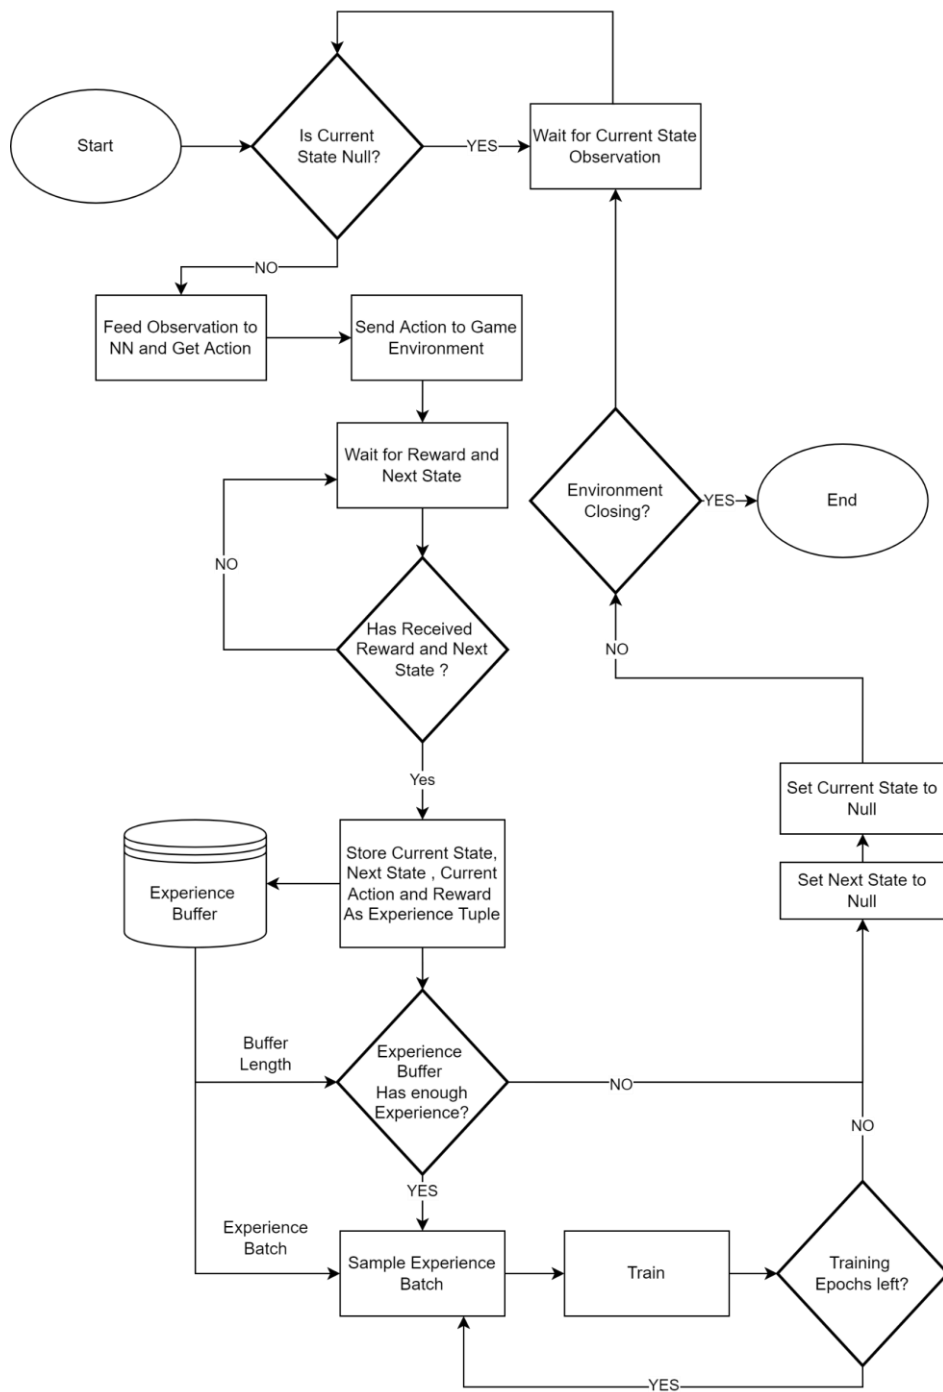 Start
Is Current
State Null?
YES
Wait for Current State
Observation
NO
Feed Observation to
NN and Get Action
Send Action to Game
Environment
Wait for Reward and
Next State
NO
Has Received
Reward and Next
State ?
Environment
Closing?
YES
End
NO
Yes
Set Current State to
Null
Set Next State to
Null
Experience
Buffer
Store Current State,
Next State , Current
Action and Reward
As Experience Tuple
Buffer
Length
Experience
Buffer
Has enough
Experience?
NO
NO
YES
Experience
Batch
Sample Experience
Batch
Train
Training
Epochs left?
YES